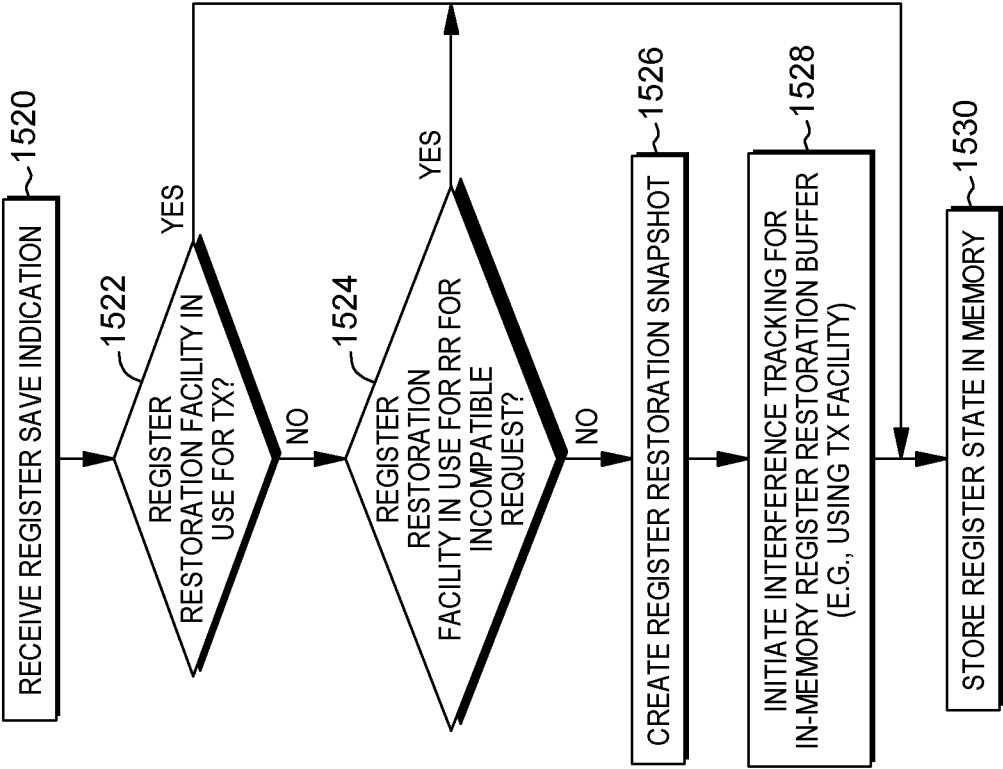 RECEIVE REGISTER SAVE INDICATION
1520
REGISTER
RESTORATION FACILITY IN
USE FOR TX?
1522
YES
NO
REGISTER
RESTORATION
FACILITY IN USE FOR RR FOR
INCOMPATIBLE
REQUEST?
1524
YES
NO
CREATE REGISTER RESTORATION SNAPSHOT
1526
INITIATE INTERFERENCE TRACKING FOR
IN-MEMORY REGISTER RESTORATION BUFFER
(E.G., USING TX FACILITY)
1528
STORE REGISTER STATE IN MEMORY
1530